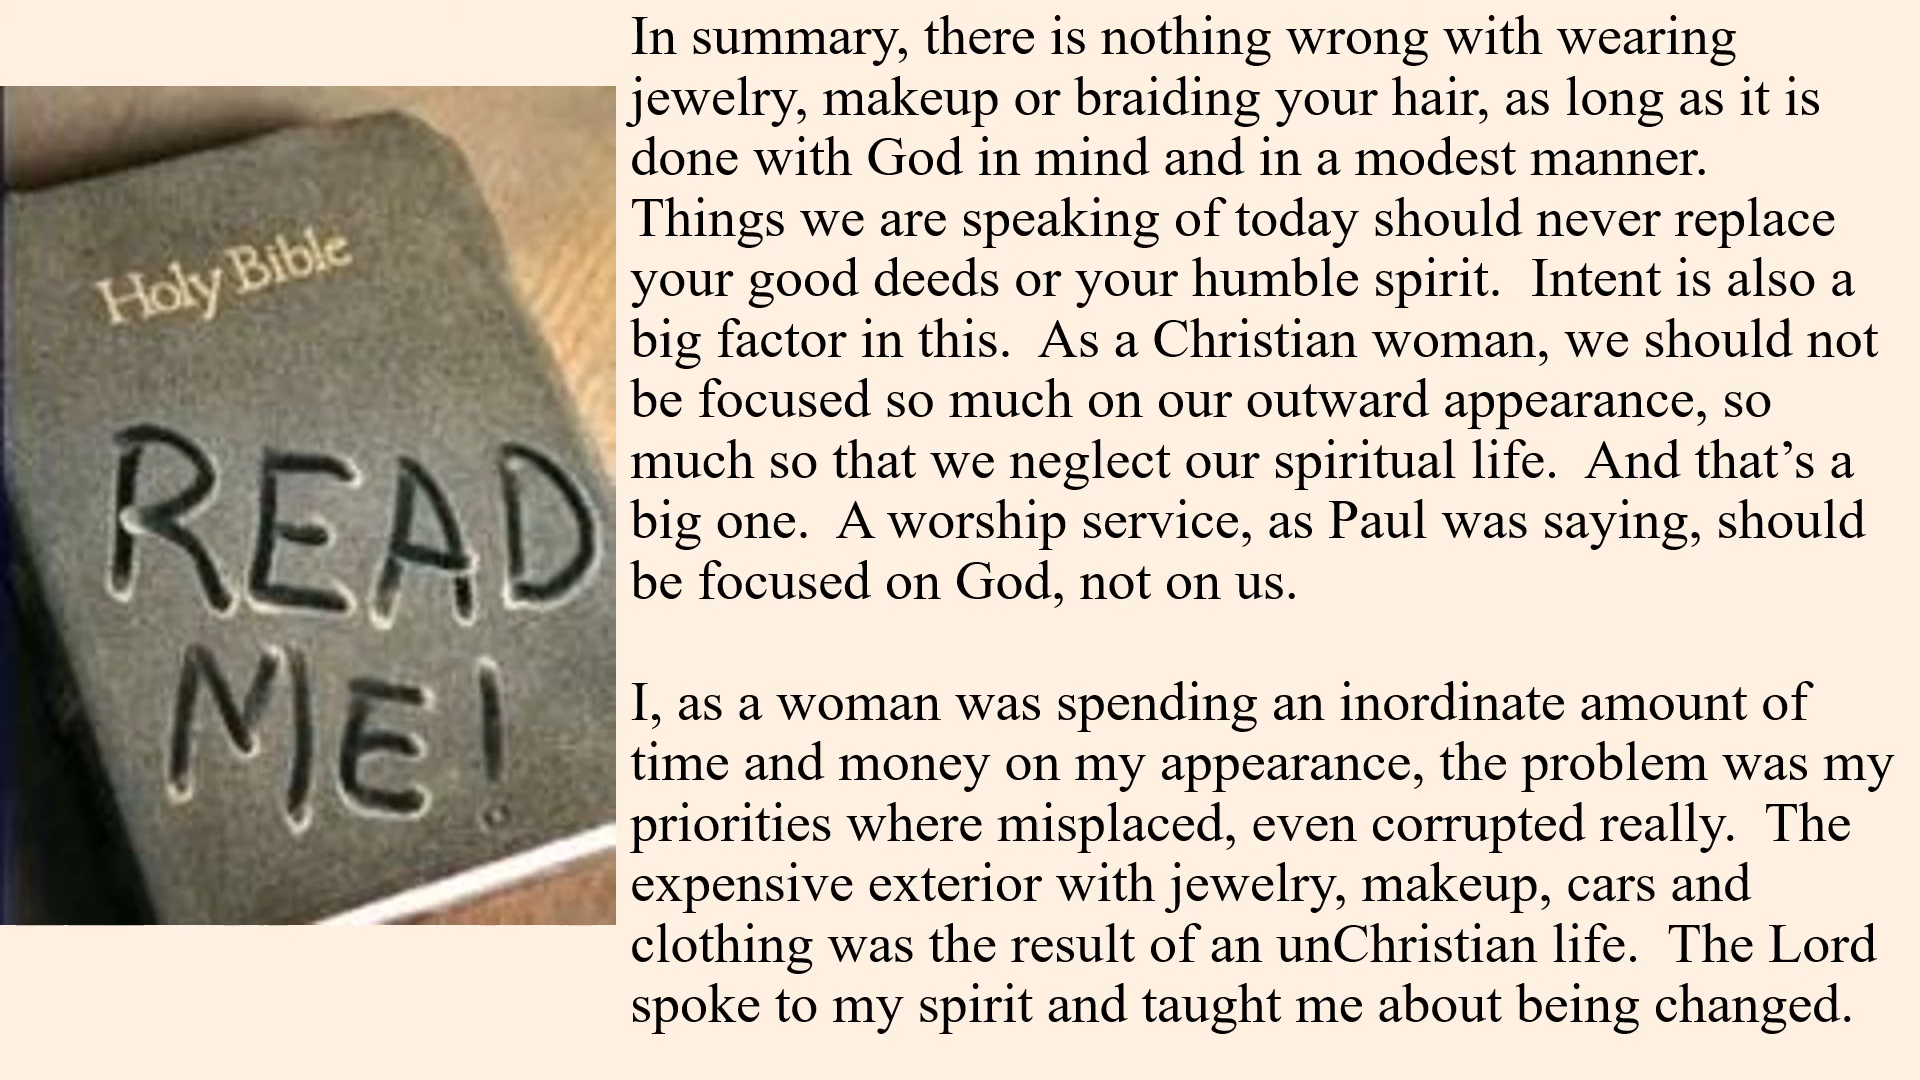 Holy Bible
READ
ME!
In summary, there is nothing wrong with wearing
jewelry, makeup or braiding your hair, as long as it is
done with God in mind and in a modest manner.
Things we are speaking of today should never replace
your good deeds or your humble spirit.  Intent is also a
big factor in this.  As a Christian woman, we should not
be focused so much on our outward appearance, so
much so that we neglect our spiritual life.  And that’s a
big one.  A worship service, as Paul was saying, should
be focused on God, not on us.
I, as a woman was spending an inordinate amount of
time and money on my appearance, the problem was my
priorities where misplaced, even corrupted really.  The
expensive exterior with jewelry, makeup, cars and
clothing was the result of an unChristian life.  The Lord
spoke to my spirit and taught me about being changed.